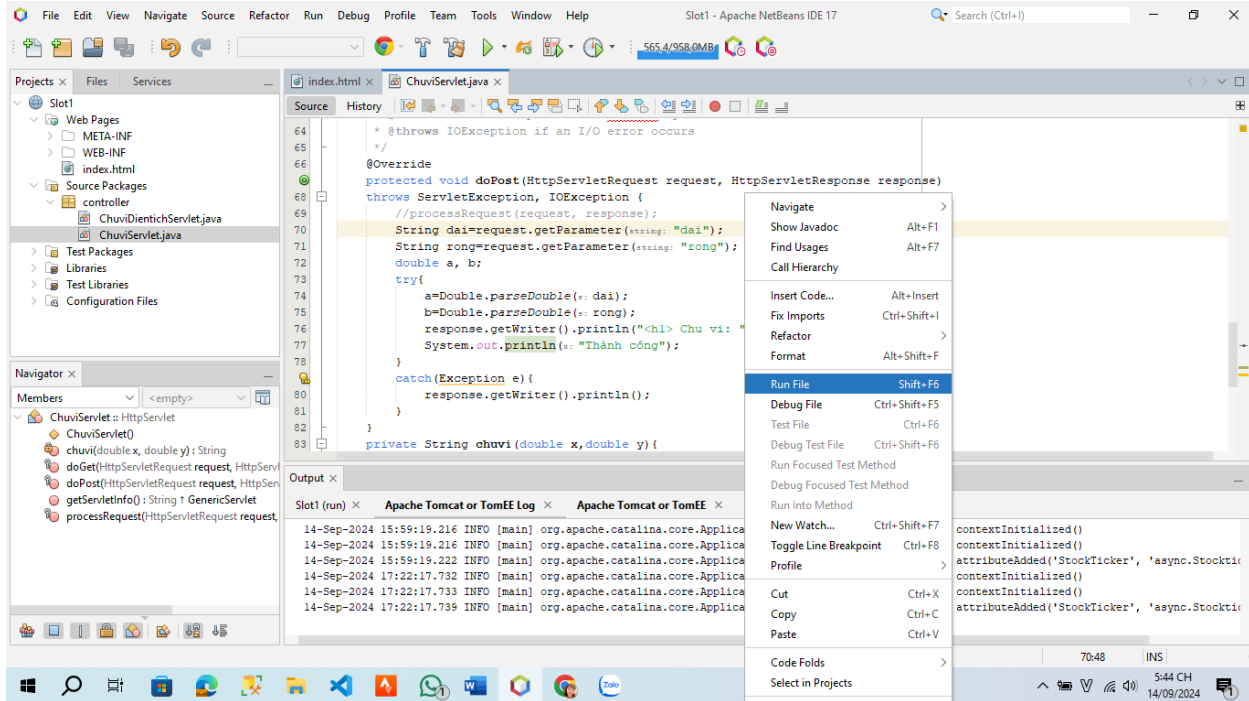 File Edit View Navigate Source Refactor Run Debug Profile Team Tools Window Help Slot1 - Apache NetBeans IDE 17 Search (Ctrl+I)
565,4/958,0MB
Projects Files Services
index.html ChuviServlet.java
Source History
Slot1
Web Pages
META-INF
WEB-INF
index.html
Source Packages
controller
ChuviDientichServlet.java
ChuviServlet.java
Test Packages
Libraries
Test Libraries
Configuration Files
64 * @throws IOException if an I/O error occurs
65 */
66 @Override
protected void doPost(HttpServletRequest request, HttpServletResponse response)
68 throws ServletException, IOException {
69 //processRequest(request, response);
70 String dai=request.getParameter(string: "dai");
71 String rong=request.getParameter(string: "rong");
72 double a, b;
73 try{
74 a=Double.parseDouble(s: dai);
75 b=Double.parseDouble(s: rong);
76 response.getWriter().println("<h1> Chu vi: "
77 System.out.println(x: "Thành công");
78 }
catch(Exception e){
80 response.getWriter().println();
81 }
82 }
83 private String chuvi(double x,double y){
Navigate
Show Javadoc Alt+F1
Find Usages Alt+F7
Call Hierarchy
Insert Code... Alt+Insert
Fix Imports Ctrl+Shift+I
Refactor
Format Alt+Shift+F
Run File Shift+F6
Debug File Ctrl+Shift+F5
Test File Ctrl+F6
Debug Test File Ctrl+Shift+F6
Run Focused Test Method
Debug Focused Test Method
Run Into Method
New Watch... Ctrl+Shift+F7
Toggle Line Breakpoint Ctrl+F8
Profile
Cut Ctrl+X
Copy Ctrl+C
Paste Ctrl+V
Code Folds
Select in Projects
Navigator
Members <empty>
ChuviServlet :: HttpServlet
ChuviServlet()
chuvi(double x, double y) : String
doGet(HttpServletRequest request, HttpServl
doPost(HttpServletRequest request, HttpServ
getServletInfo() : String ↑ GenericServlet
processRequest(HttpServletRequest request,
Output
Slot1 (run) Apache Tomcat or TomEE Log Apache Tomcat or TomEE
14-Sep-2024 15:59:19.216 INFO [main] org.apache.catalina.core.Applica contextInitialized()
14-Sep-2024 15:59:19.216 INFO [main] org.apache.catalina.core.Applica contextInitialized()
14-Sep-2024 15:59:19.222 INFO [main] org.apache.catalina.core.Applica attributeAdded('StockTicker', 'async.Stocktic
14-Sep-2024 17:22:17.732 INFO [main] org.apache.catalina.core.Applica contextInitialized()
14-Sep-2024 17:22:17.733 INFO [main] org.apache.catalina.core.Applica contextInitialized()
14-Sep-2024 17:22:17.739 INFO [main] org.apache.catalina.core.Applica attributeAdded('StockTicker', 'async.Stocktic
70:48 INS
Zalo
5:44 CH
14/09/2024